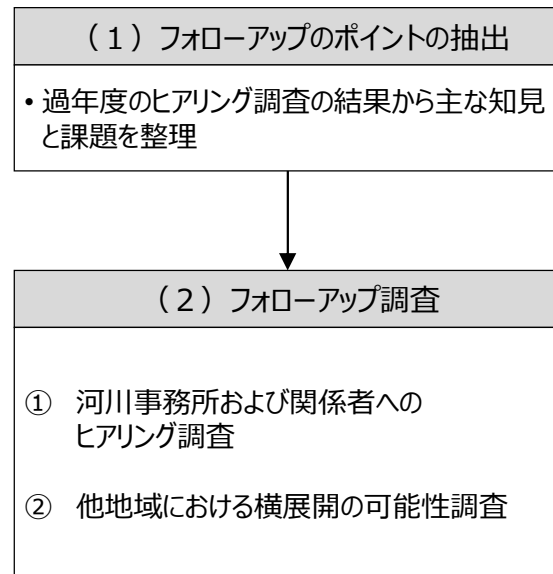 （１）フォローアップのポイントの抽出
• 過年度のヒアリング調査の結果から主な知見
と課題を整理
（２）フォローアップ調査
① 河川事務所および関係者への
ヒアリング調査
② 他地域における横展開の可能性調査